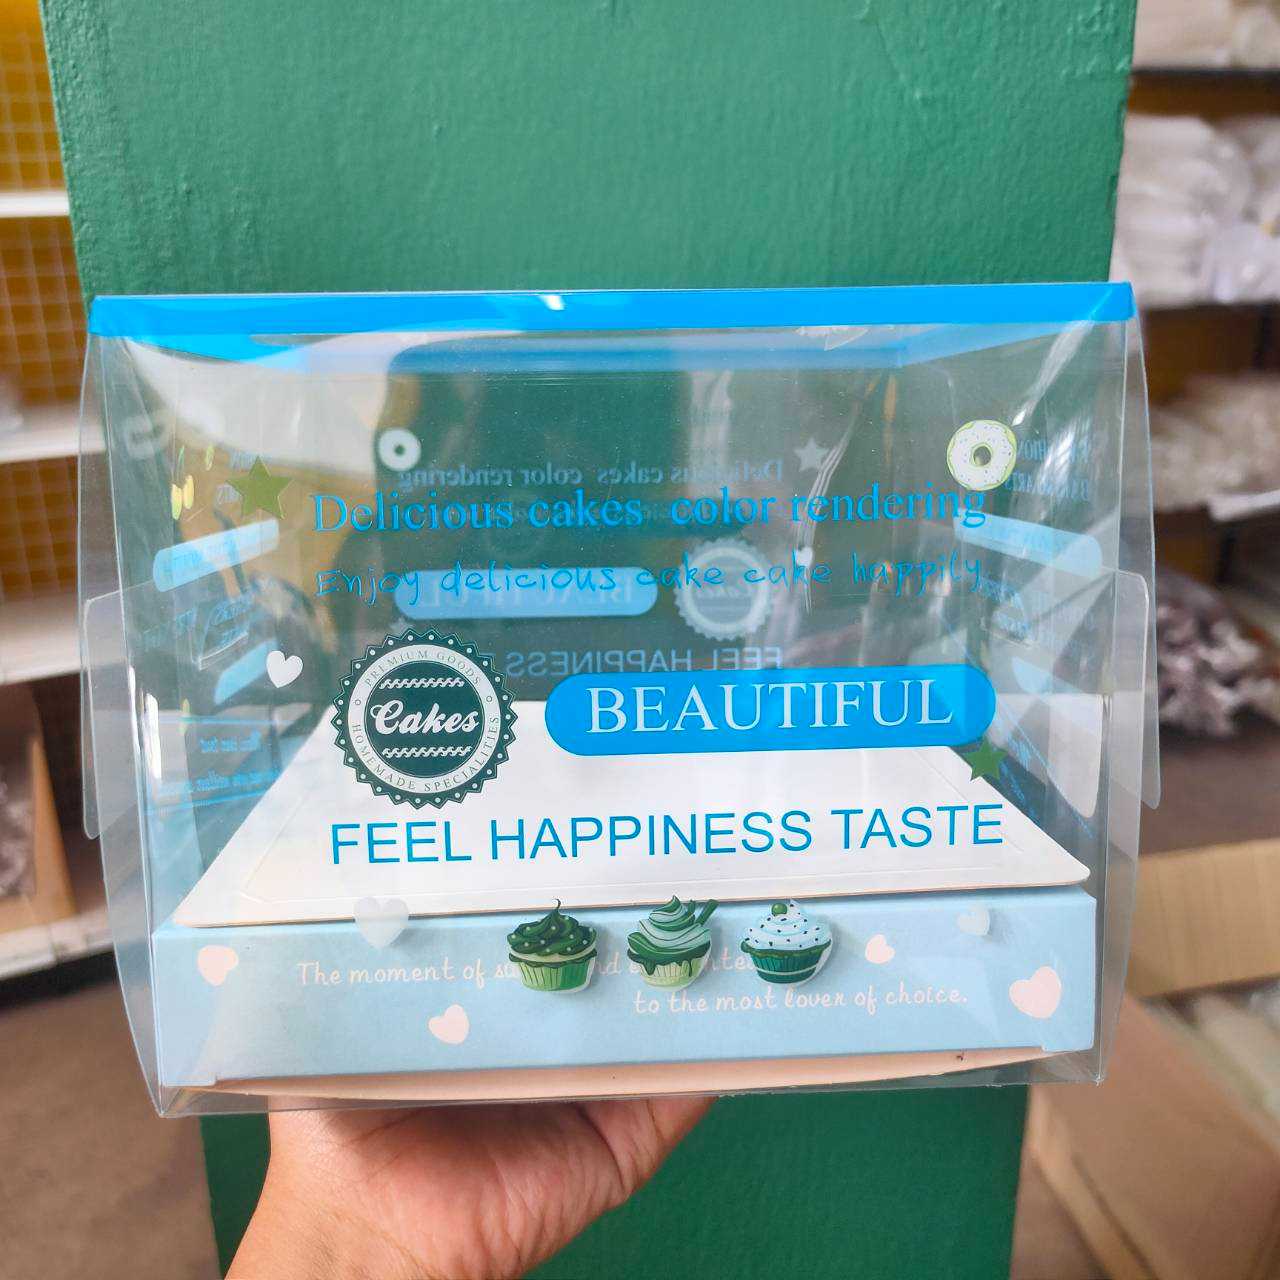 Delicious cakes color rendering
Enjoy delicious cake cake happily
PREMIUM GOODS
Cakes
HOMEMADE SPECIALITIES
BEAUTIFUL
FEEL HAPPINESS TASTE
The moment of
to the most lover of choice.